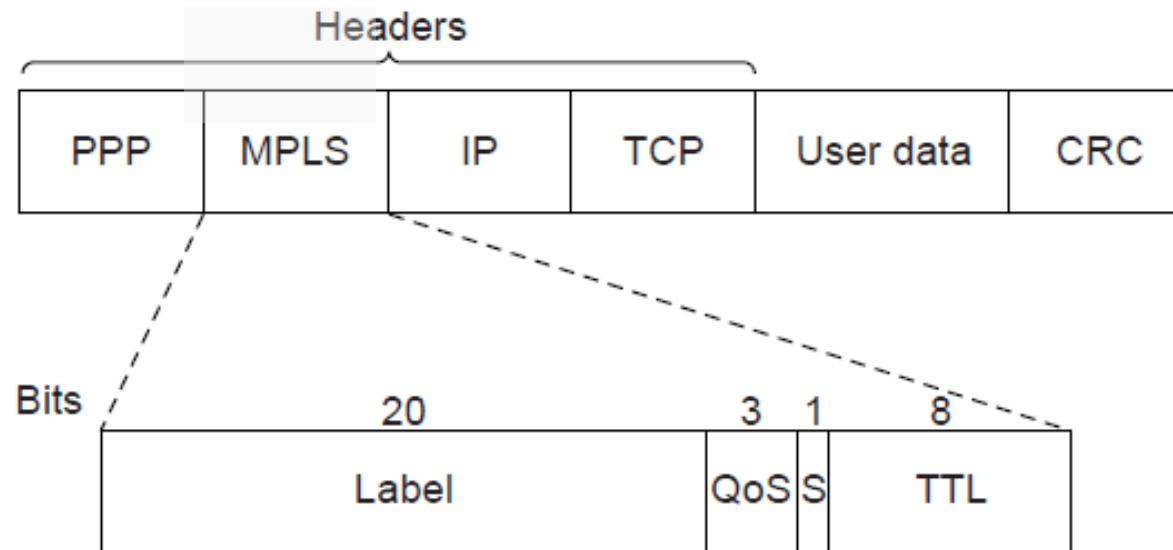 Headers
PPP MPLS IP TCP User data CRC
Bits 20 3 1 8
Label QoS S TTL